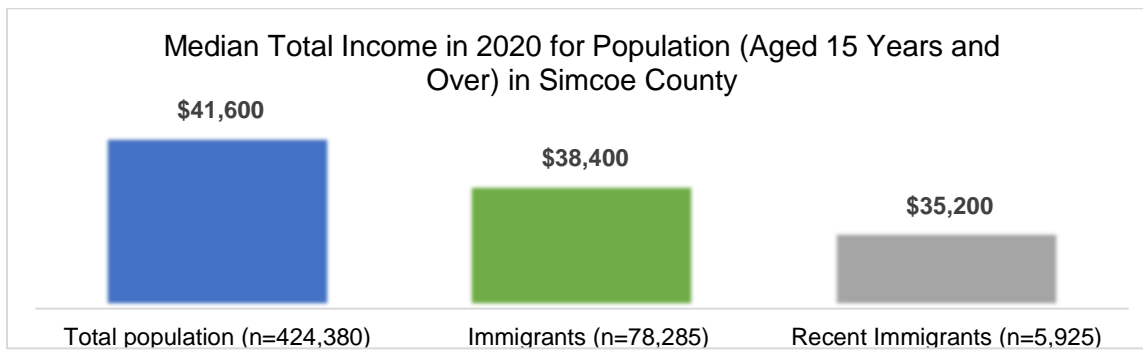 Median Total Income in 2020 for Population (Aged 15 Years and
Over) in Simcoe County
$41,600
$38,400
$35,200
Total population (n=424,380)
Immigrants (n=78,285)
Recent Immigrants (n=5,925)